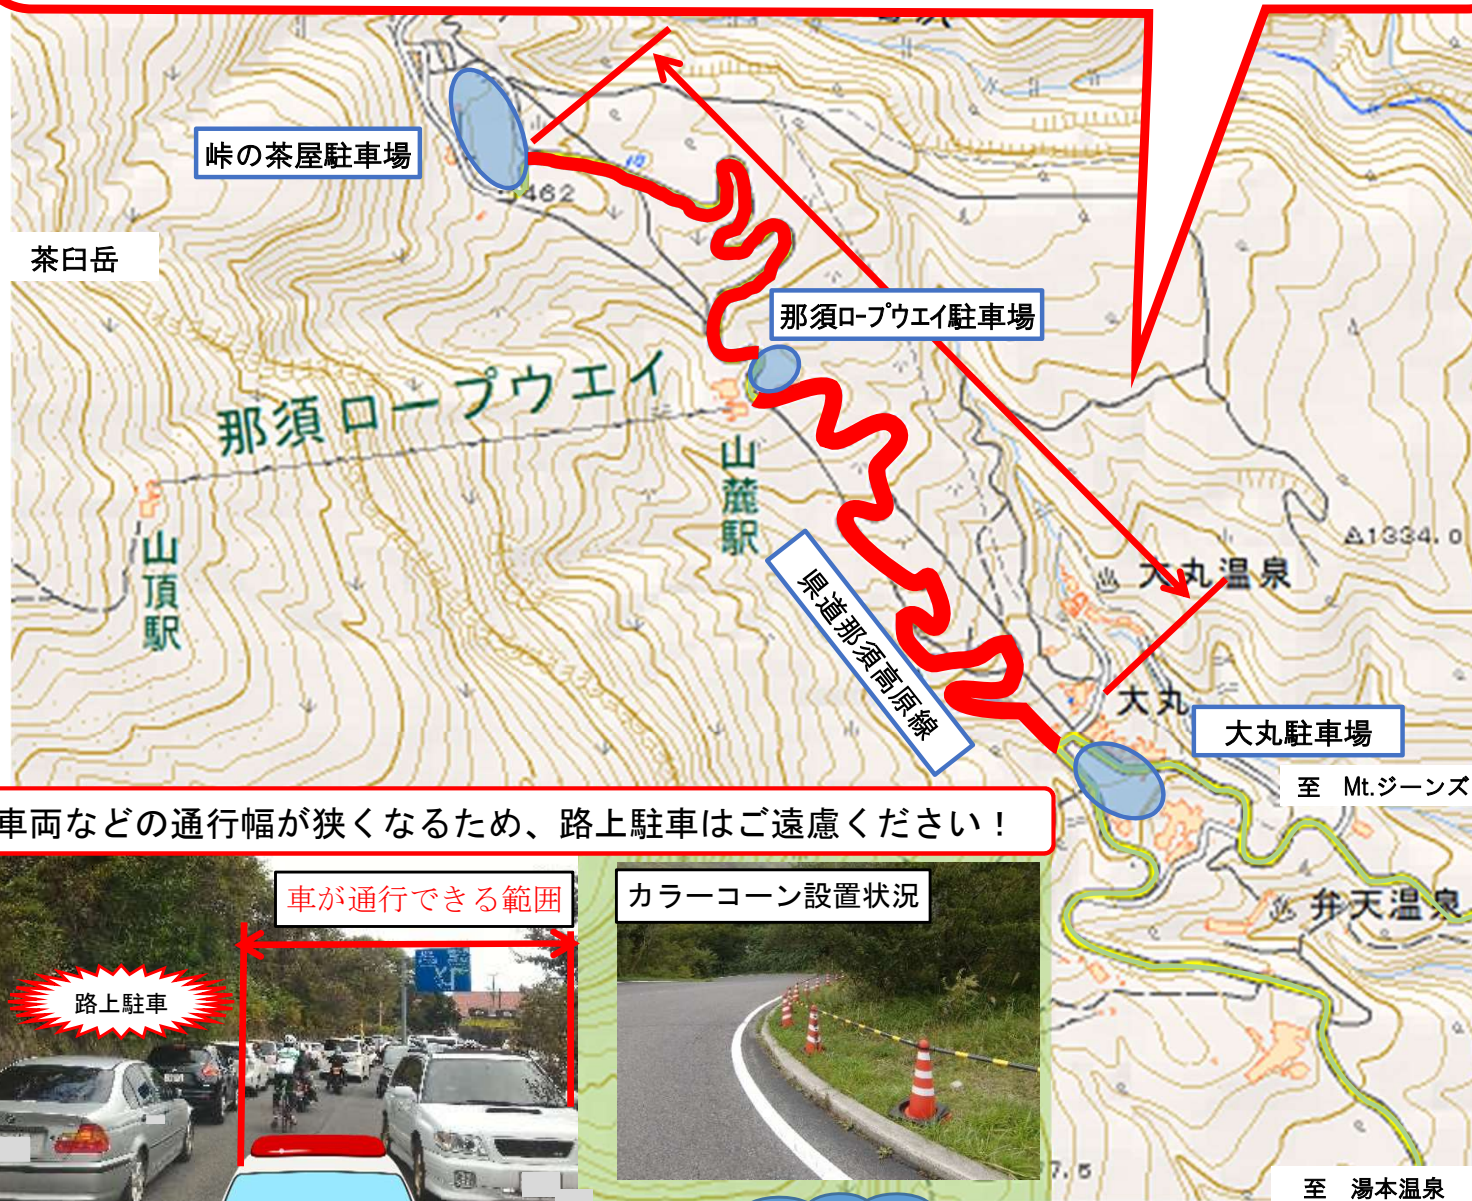 峠の茶屋駐車場
462
茶臼岳
那須ロープウエイ駐車場
那須ロープウエイ
山麓駅
山頂駅
県道那須高原線
1334.0
大丸温泉
大丸
大丸駐車場
至 Mt.ジーンズ
車両などの通行幅が狭くなるため、路上駐車はご遠慮ください！
車が通行できる範囲
路上駐車
カラーコーン設置状況
弁天温泉
7.5
至 湯本温泉